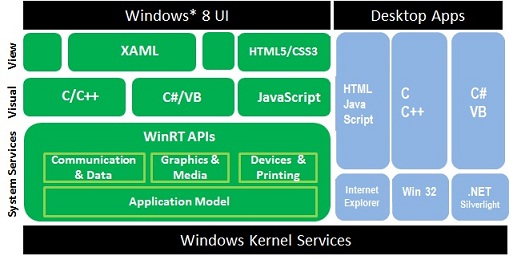 Windows* 8 UI
Desktop Apps
View
XAML
HTML5/CSS3
Visual
C/C++
C#/VB
JavaScript
System Services
WinRT APIs
Communication
& Data
Graphics &
Media
Devices &
Printing
Application Model
HTML
Java
Script
C
C++
C#
VB
Internet
Explorer
Win 32
.NET
Silverlight
Windows Kernel Services